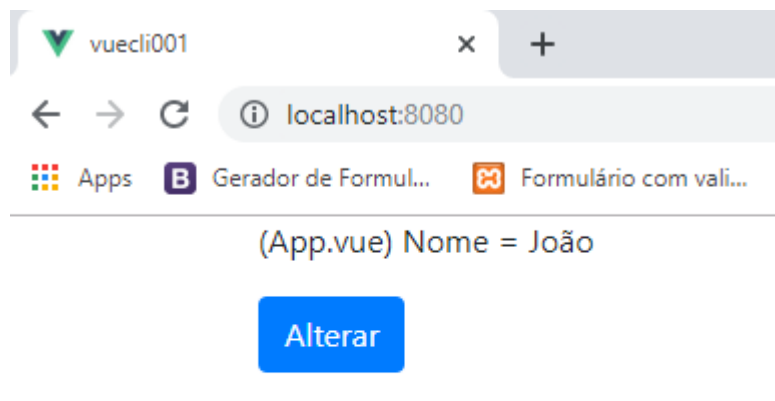 vuecli001
localhost:8080
Apps B Gerador de Formul... Formulário com vali...
(App.vue) Nome = João
Alterar